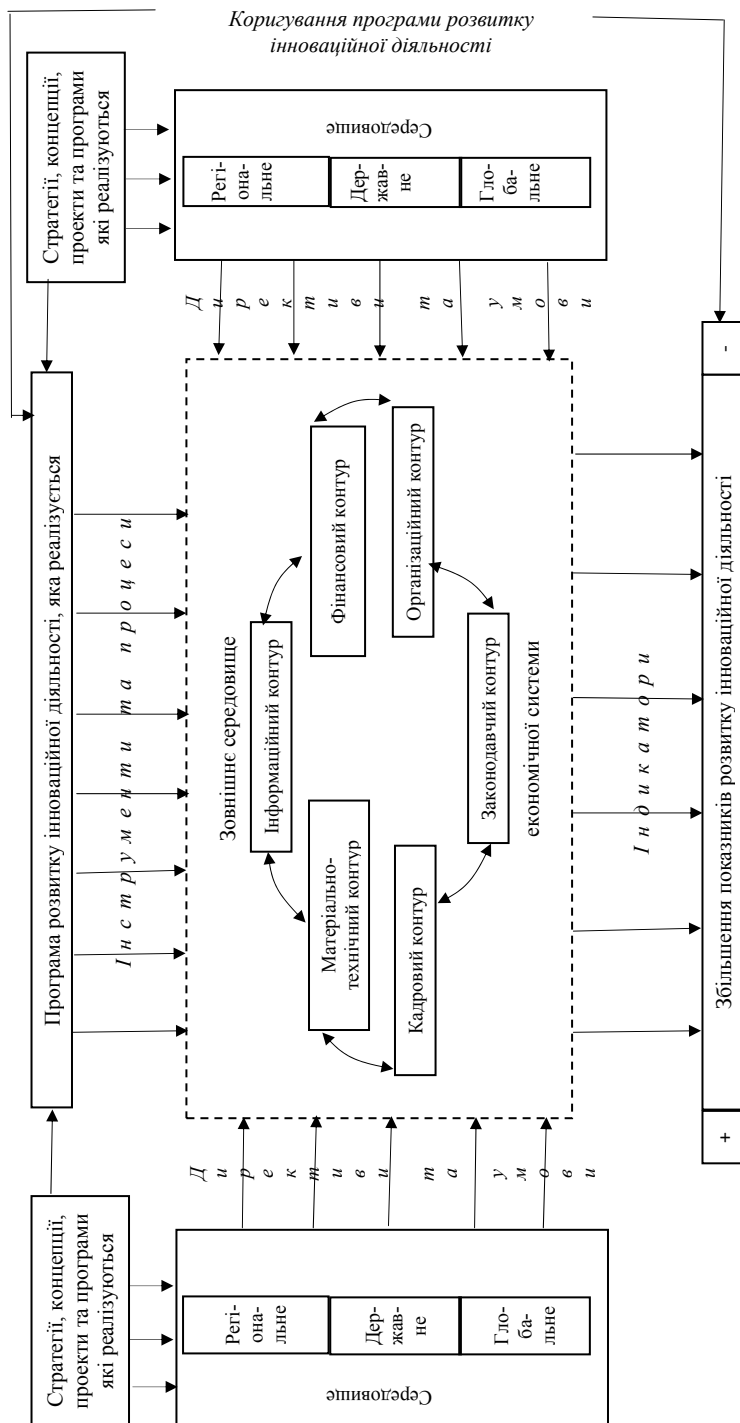 Коригування програми розвитку
інноваційної діяльності
Стратегії, концепції,
проекти та програми
які реалізуються
Програма розвитку інноваційної діяльності, яка реалізується
Стратегії, концепції,
проекти та програми
які реалізуються
Середовище
Регі-
она-
льне
Дер-
жав-
не
Гло-
ба-
льне
Директиви та умови
Інструменти та процеси
Зовнішнє середовище
Інформаційний контур
Матеріально-
технічний контур
Фінансовий контур
Кадровий контур
Організаційний контур
Законодавчий контур
економічної системи
Директиви та умови
Середовище
Регі-
она-
льне
Дер-
жав-
не
Гло-
ба-
льне
Індикатори
+
Збільшення показників розвитку інноваційної діяльності
-